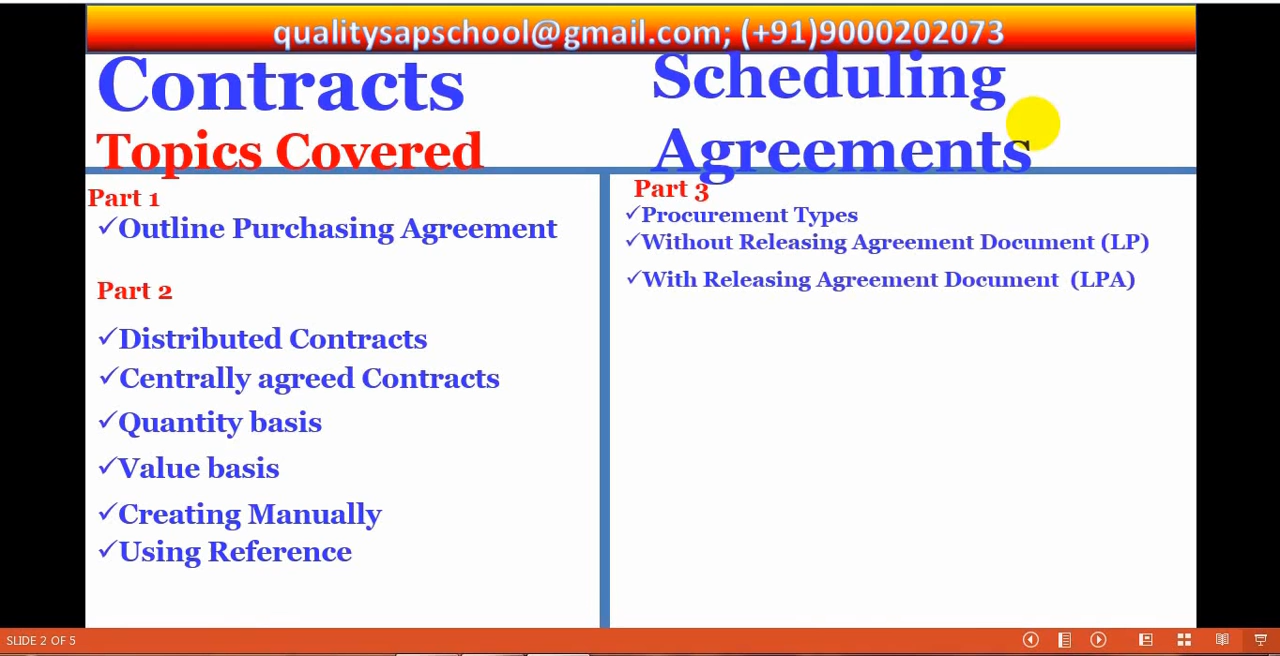 qualitysapschool@gmail.com; (+91)9000202073
Contracts
Topics Covered
Part 1
✓Outline Purchasing Agreement
Part 2
✓Distributed Contracts
✓Centrally agreed Contracts
✓Quantity basis
✓Value basis
✓Creating Manually
✓Using Reference
Scheduling
Agreements
Part 3
✓Procurement Types
✓Without Releasing Agreement Document (LP)
✓With Releasing Agreement Document (LPA)
SLIDE 2 OF 5